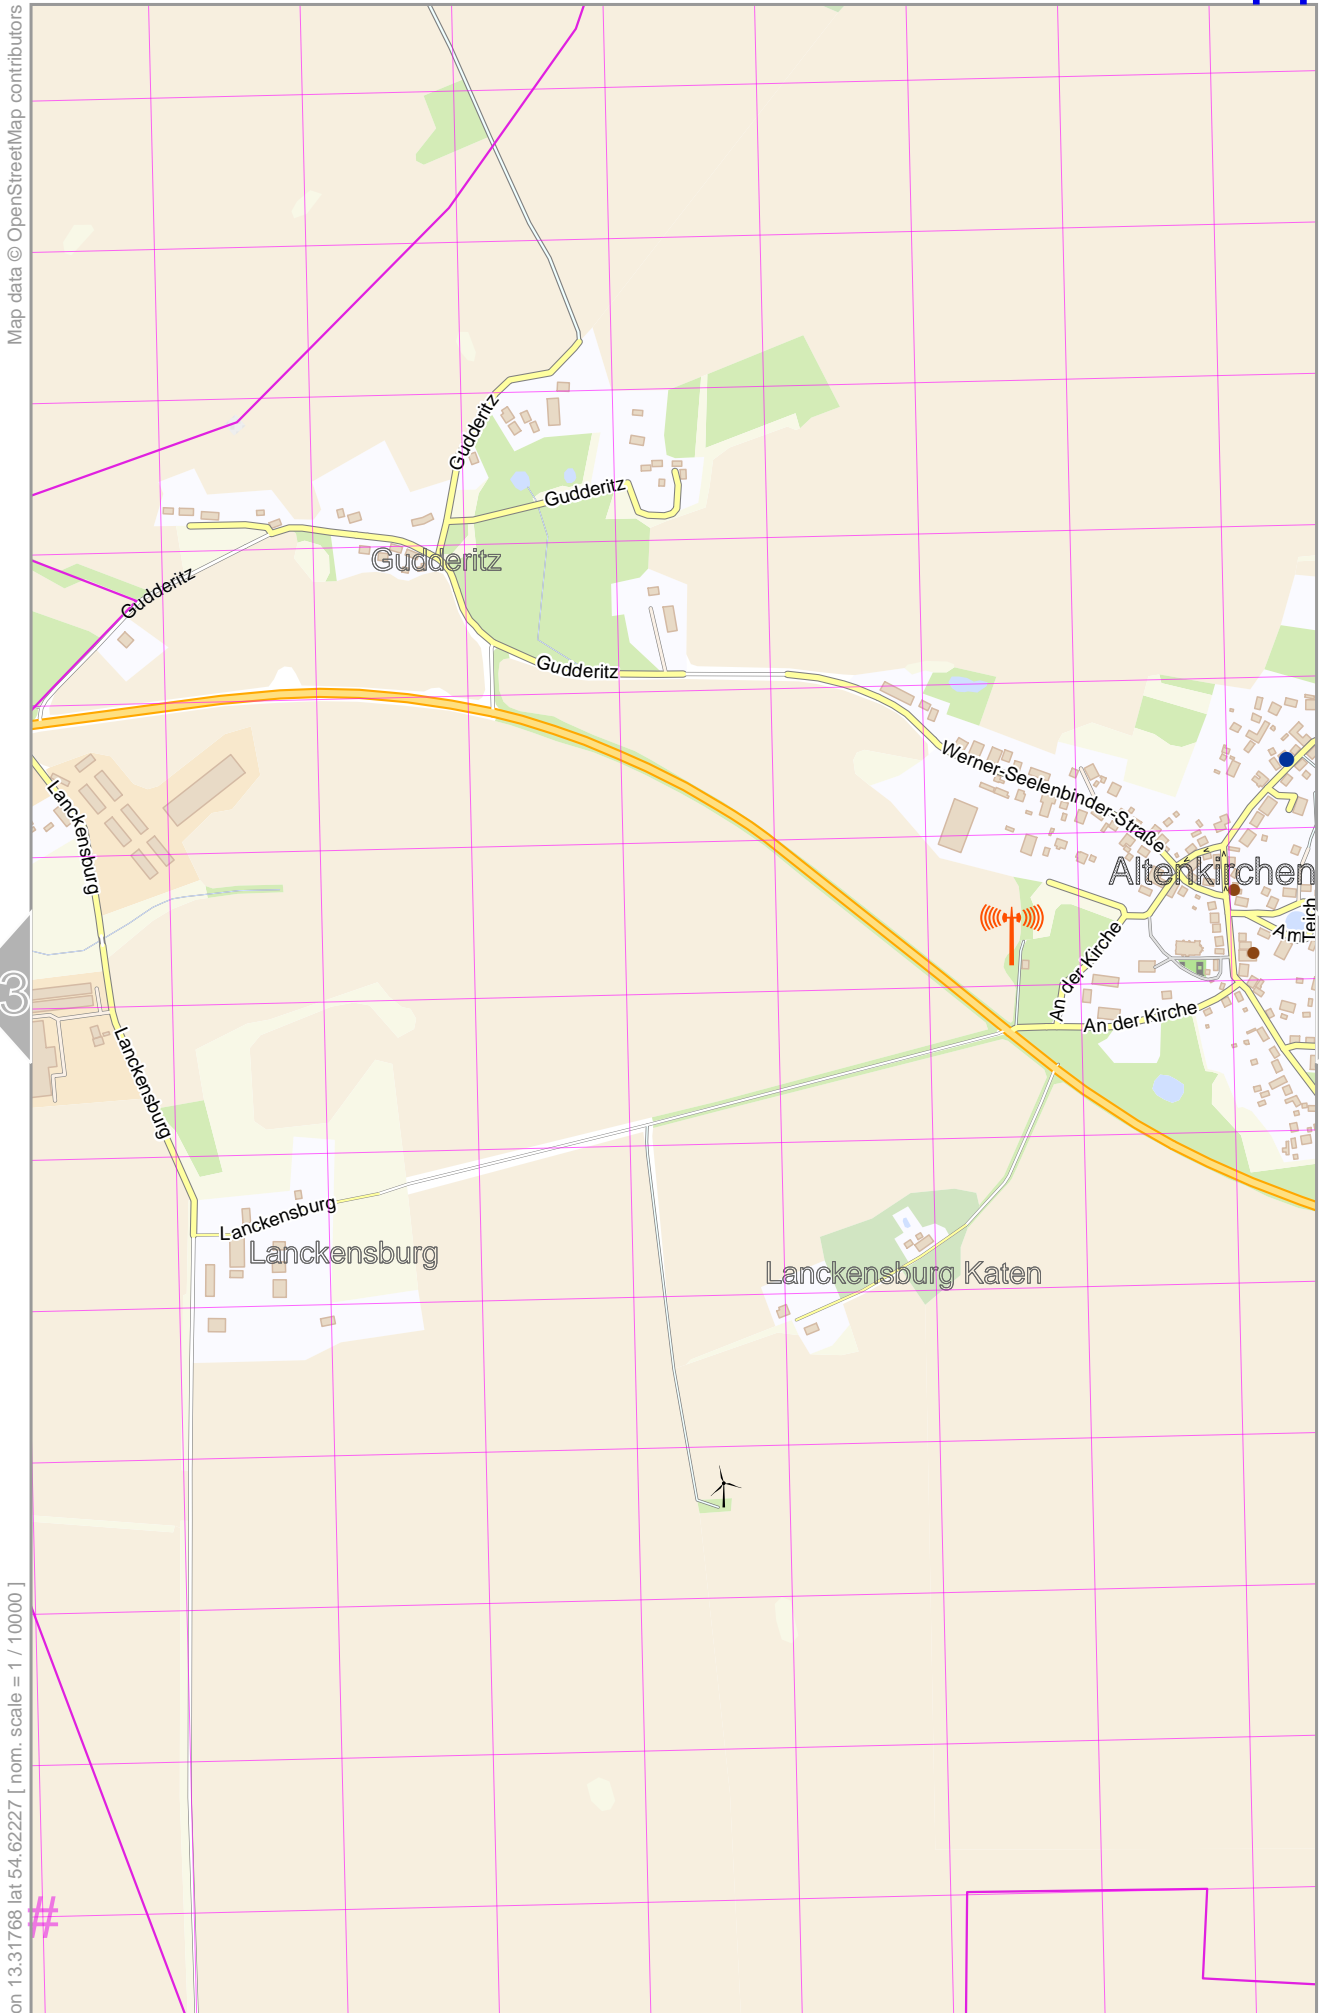 Map data © OpenStreetMap contributors
Gudderitz
Gudderitz
Gudderitz
Gudderitz
Gudderitz
Werner-Seelenbinder-Straße
Lanckensburg
Altenkirchen
Am
Teich
An der Kirche
3
An der Kirche
Lanckensburg
Lanckensburg
Lanckensburg
Lanckensburg Katen
on 13.31768 lat 54.62227 [ nom. scale = 1 / 10000 ]
#